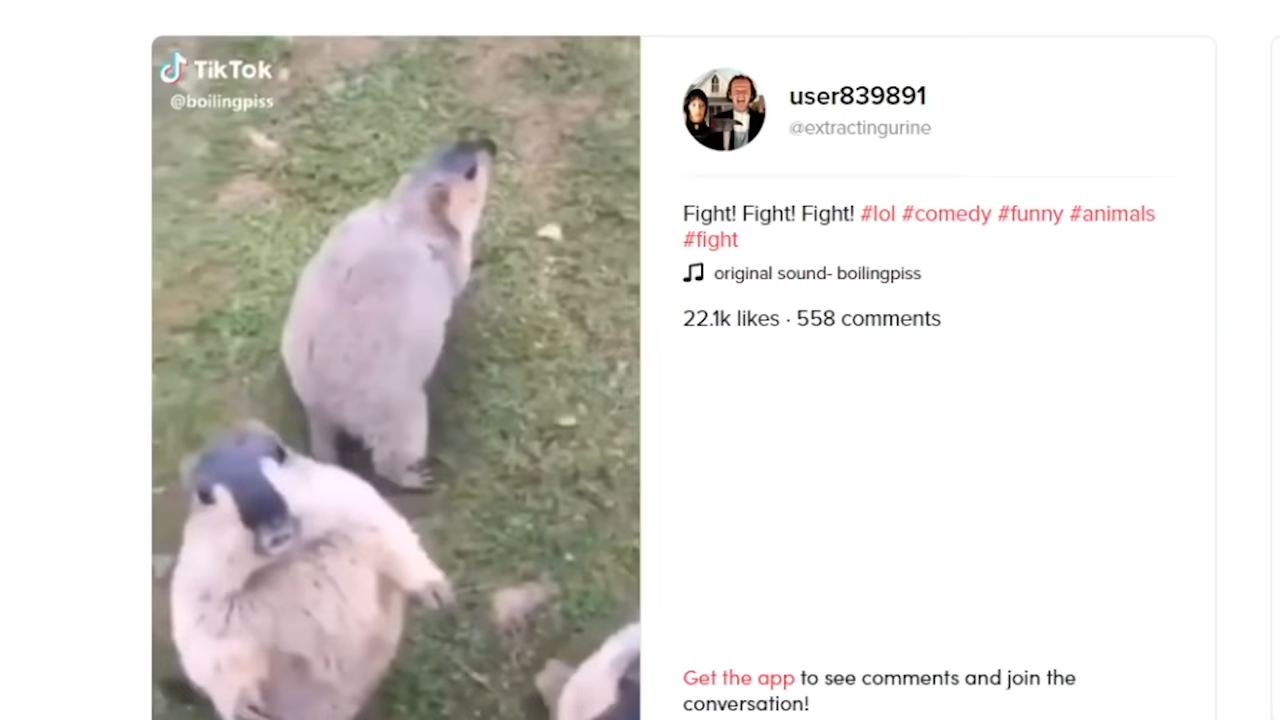 TikTok
@boilingpiss
user839891
@extractingurine
Fight! Fight! Fight! #lol #comedy #funny #animals
#fight
original sound- boilingpiss
22.1k likes · 558 comments
Get the app to see comments and join the
conversation!